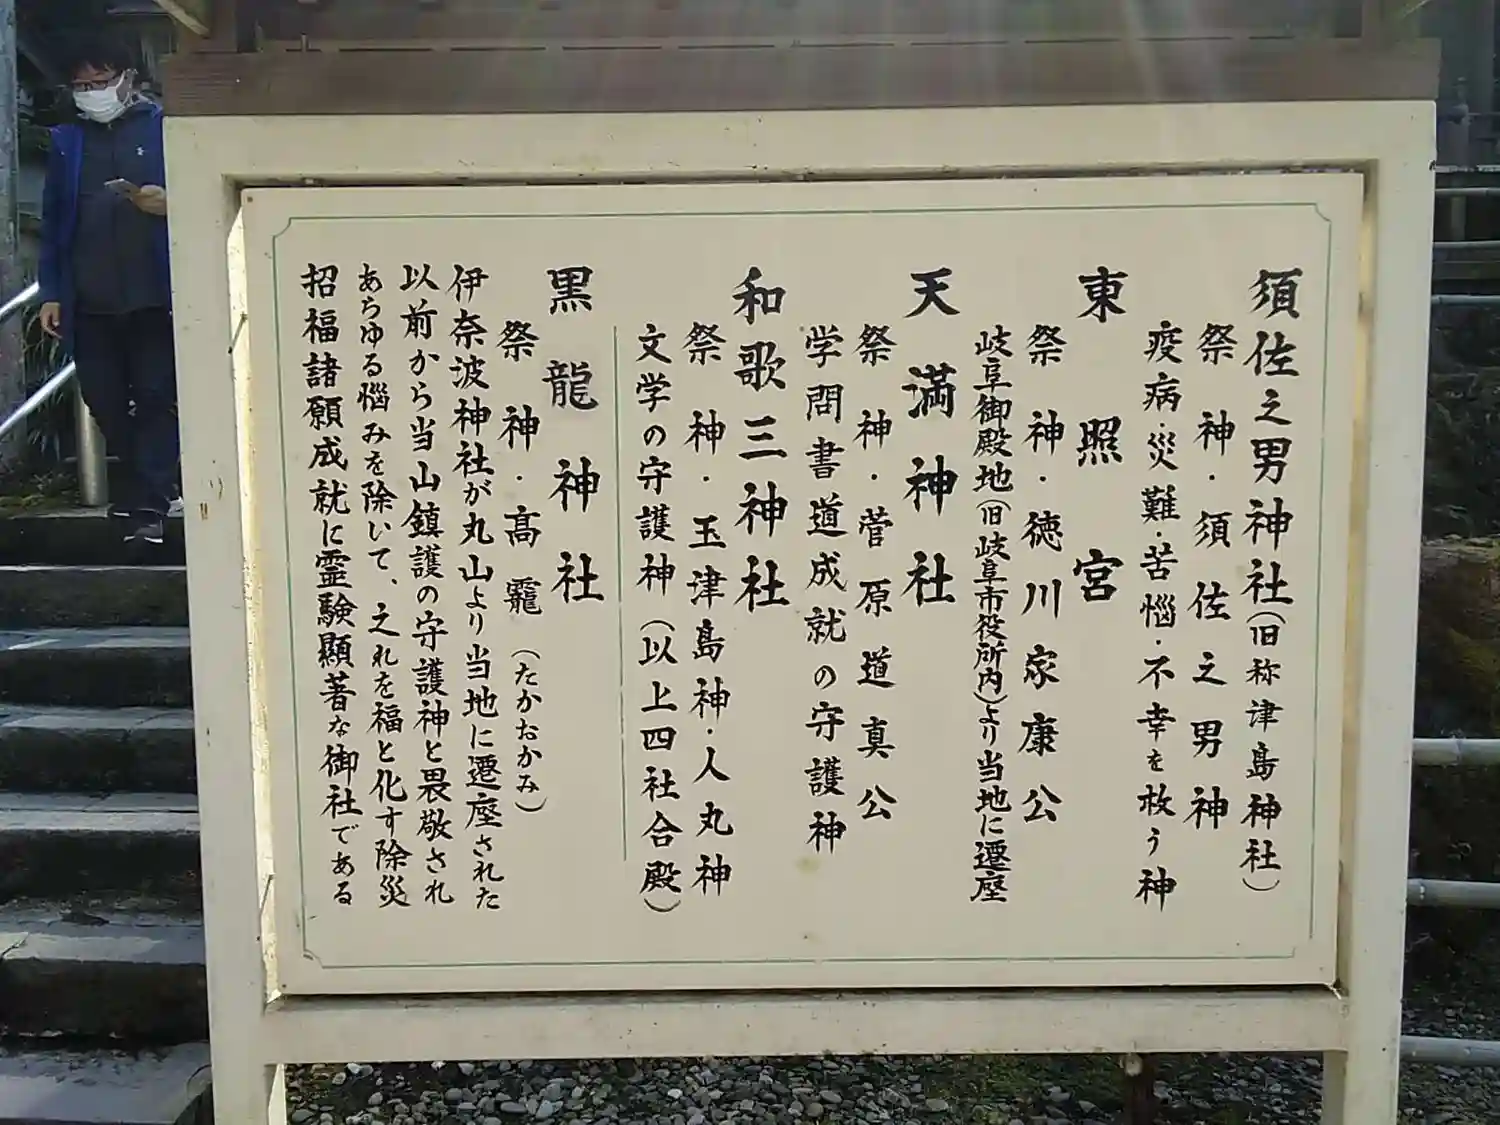 須佐之男神社(旧称津島神社)
祭神・須佐之男神
疫病・災難・苦悩・不幸を救う神
東照宮
祭神・徳川家康公
岐阜御殿地(旧岐阜市役所内)より当地に遷座
天満神社
祭神・菅原道真公
学問書道成就の守護神
和歌三神社
祭神・玉津島神・人丸神
文学の守護神(以上四社合殿)
黒龍神社
祭神・高龗(たかおかみ)
伊奈波神社が丸山より当地に遷座された
以前から当山鎮護の守護神と畏敬され
あらゆる悩みを除いて、之れを福と化す除災
招福諸願成就に霊験顕著な御社である